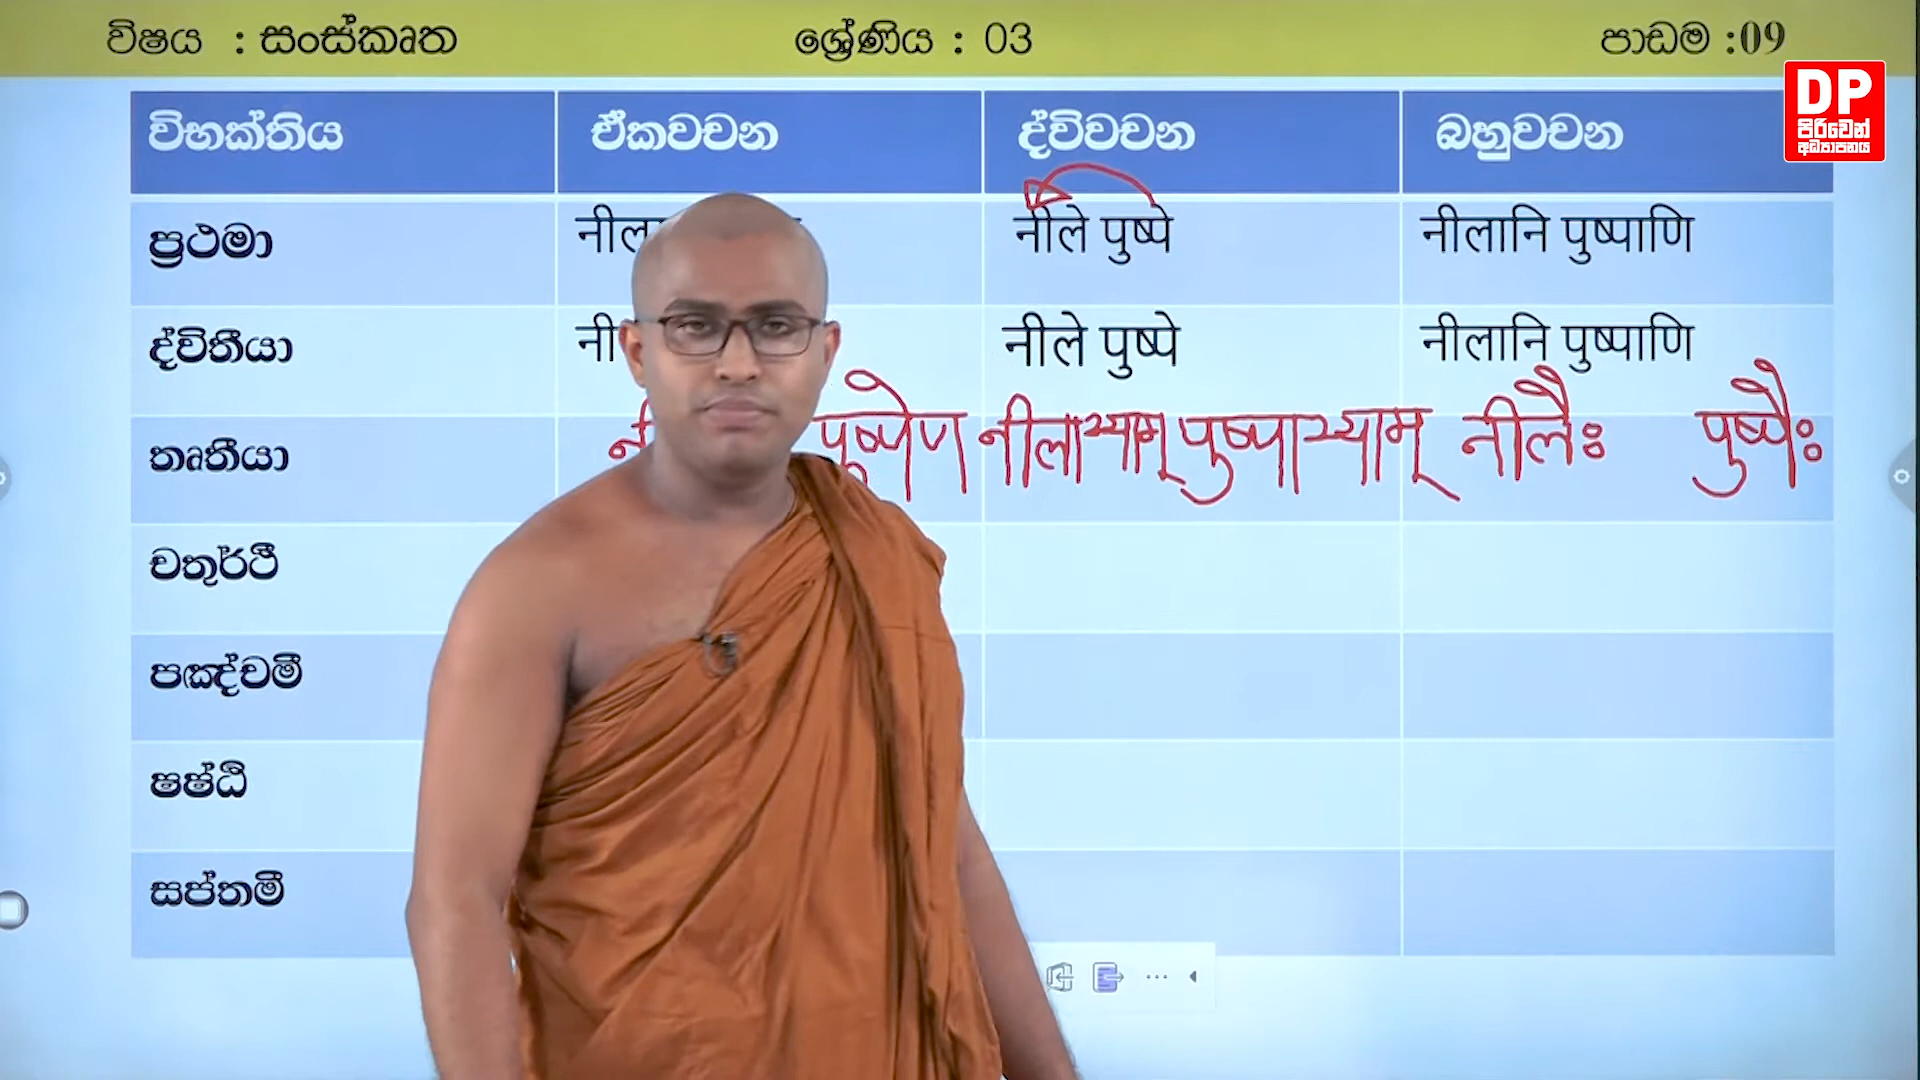 විෂය : සංස්කෘත ශ්‍රේණිය : 03 පාඩම :09
DP
පිරිවෙන්
අධ්‍යාපනය
විභක්තිය ඒකවචන ද්විවචන බහුවචන
ප්‍රථමා नीले पुष्पे नीलानि पुष्पाणि
ද්විතීයා नीले पुष्पे नीलानि पुष्पाणि
තෘතීයා पुष्पेण नीलाभ्याम् पुष्पाभ्याम् नीलैः पुष्पैः
චතුර්ථී
පඤ්චමී
ෂෂ්ඨි
සප්තමී